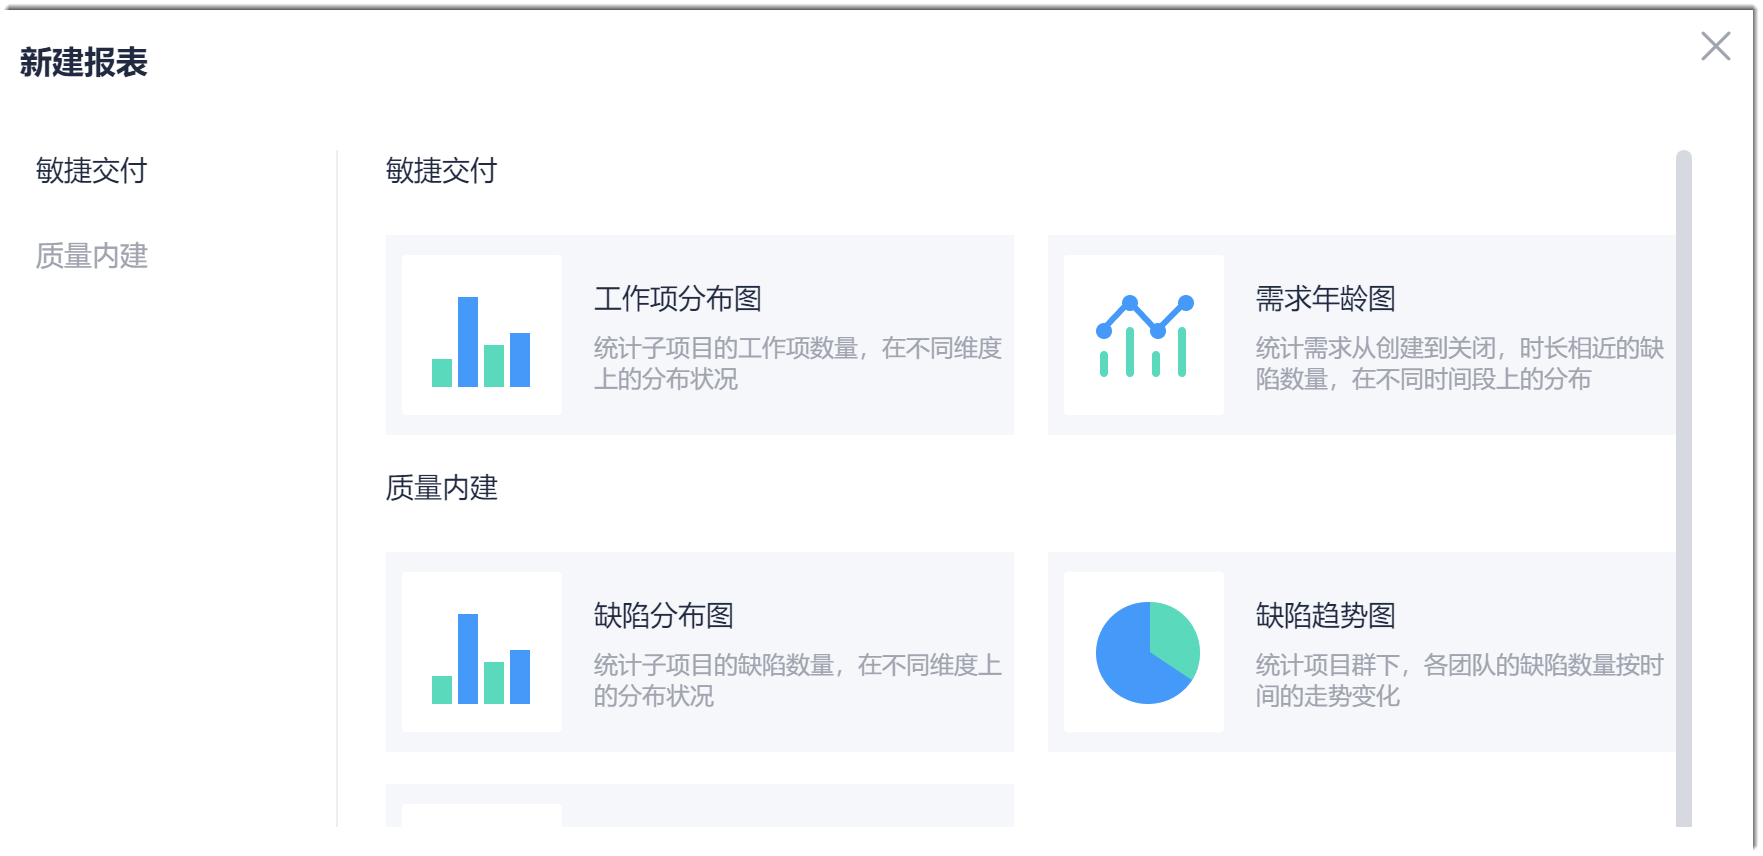 新建报表
敏捷交付
质量内建
敏捷交付
工作项分布图
统计子项目的工作项数量，在不同维度
上的分布状况
需求年龄图
统计需求从创建到关闭，时长相近的缺
陷数量，在不同时间段上的分布
质量内建
缺陷分布图
统计子项目的缺陷数量，在不同维度上
的分布状况
缺陷趋势图
统计项目群下，各团队的缺陷数量按时
间的走势变化